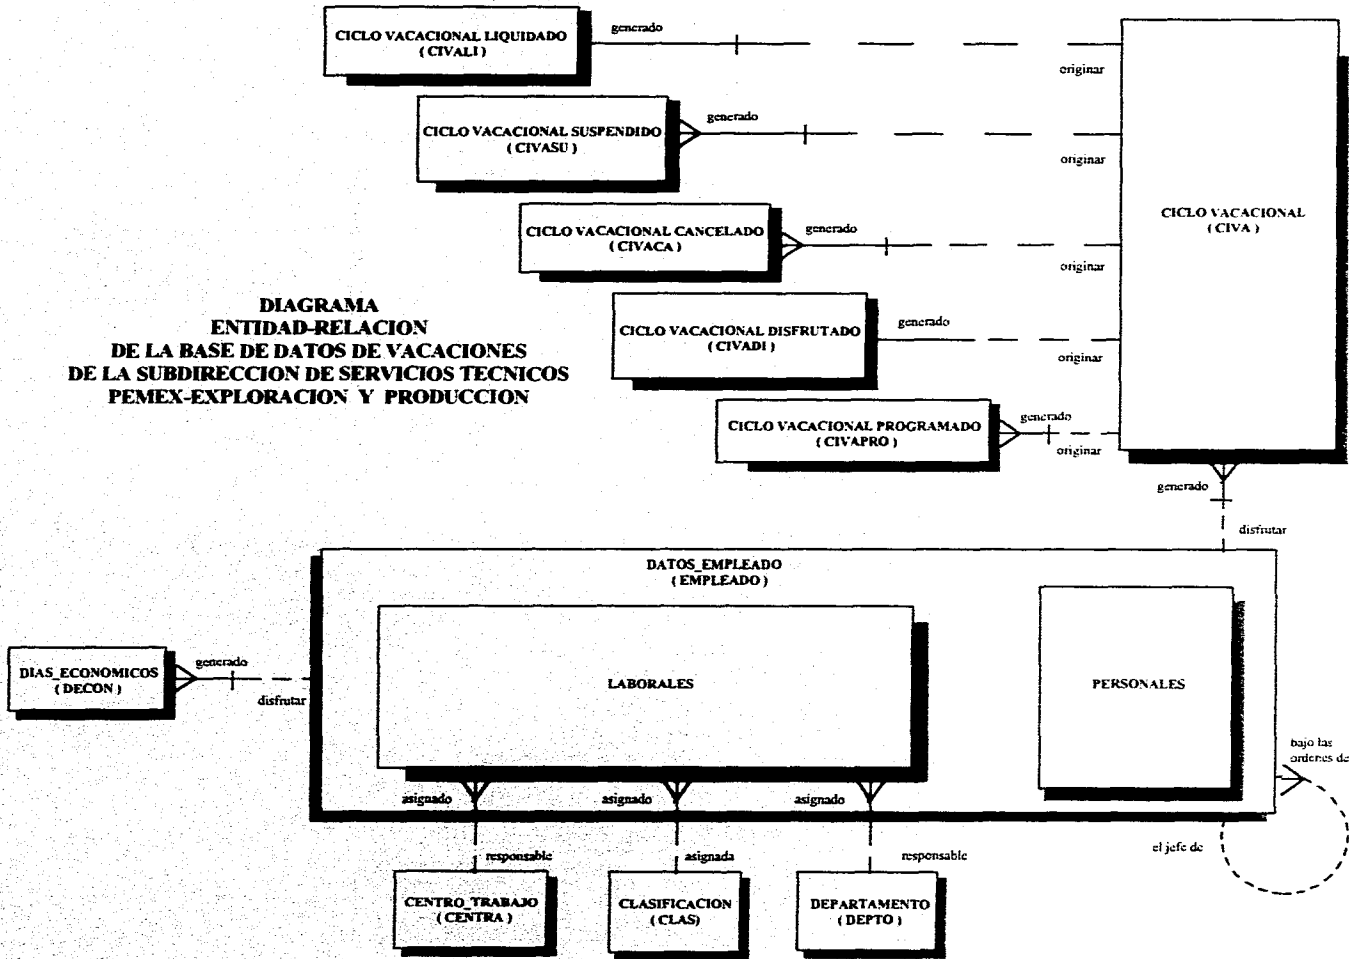 CICLO VACACIONAL LIQUIDADO
( CIVALI )
generado
originar
CICLO VACACIONAL SUSPENDIDO
( CIVASU )
generado
originar
CICLO VACACIONAL
( CIVA )
CICLO VACACIONAL CANCELADO
( CIVACA )
generado
originar
DIAGRAMA
ENTIDAD-RELACION
DE LA BASE DE DATOS DE VACACIONES
DE LA SUBDIRECCION DE SERVICIOS TECNICOS
PEMEX-EXPLORACION Y PRODUCCION
CICLO VACACIONAL DISFRUTADO
( CIVADI )
generado
originar
CICLO VACACIONAL PROGRAMADO
( CIVAPRO )
generado
originar
generado
disfrutar
DATOS_EMPLEADO
( EMPLEADO )
LABORALES
PERSONALES
DIAS_ECONOMICOS
( DECON )
generado
disfrutar
bajo las
ordenes de
el jefe de
asignado
asignado
asignado
responsable
asignada
responsable
CENTRO_TRABAJO
( CENTRA )
CLASIFICACION
( CLAS)
DEPARTAMENTO
( DEPTO )